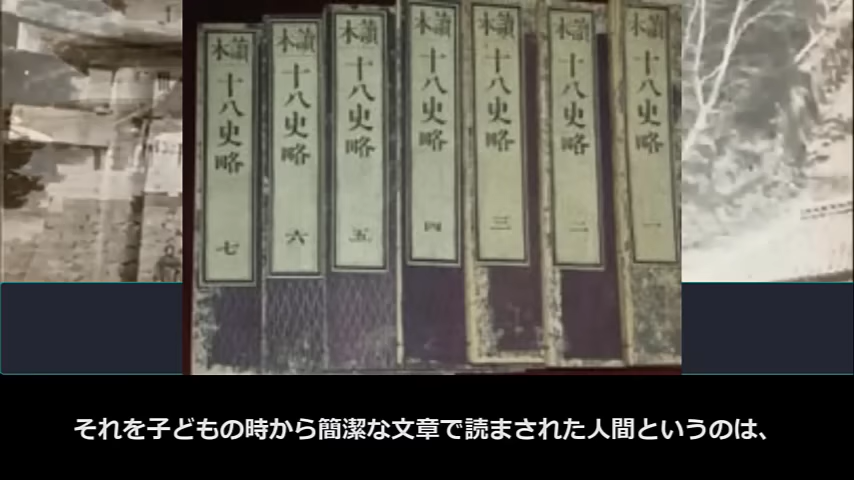 讀本
十八史略
一
讀本
十八史略
二
讀本
十八史略
三
讀本
十八史略
四
讀本
十八史略
五
讀本
十八史略
六
讀本
十八史略
七
それを子どもの時から簡潔な文章で読まされた人間というのは、